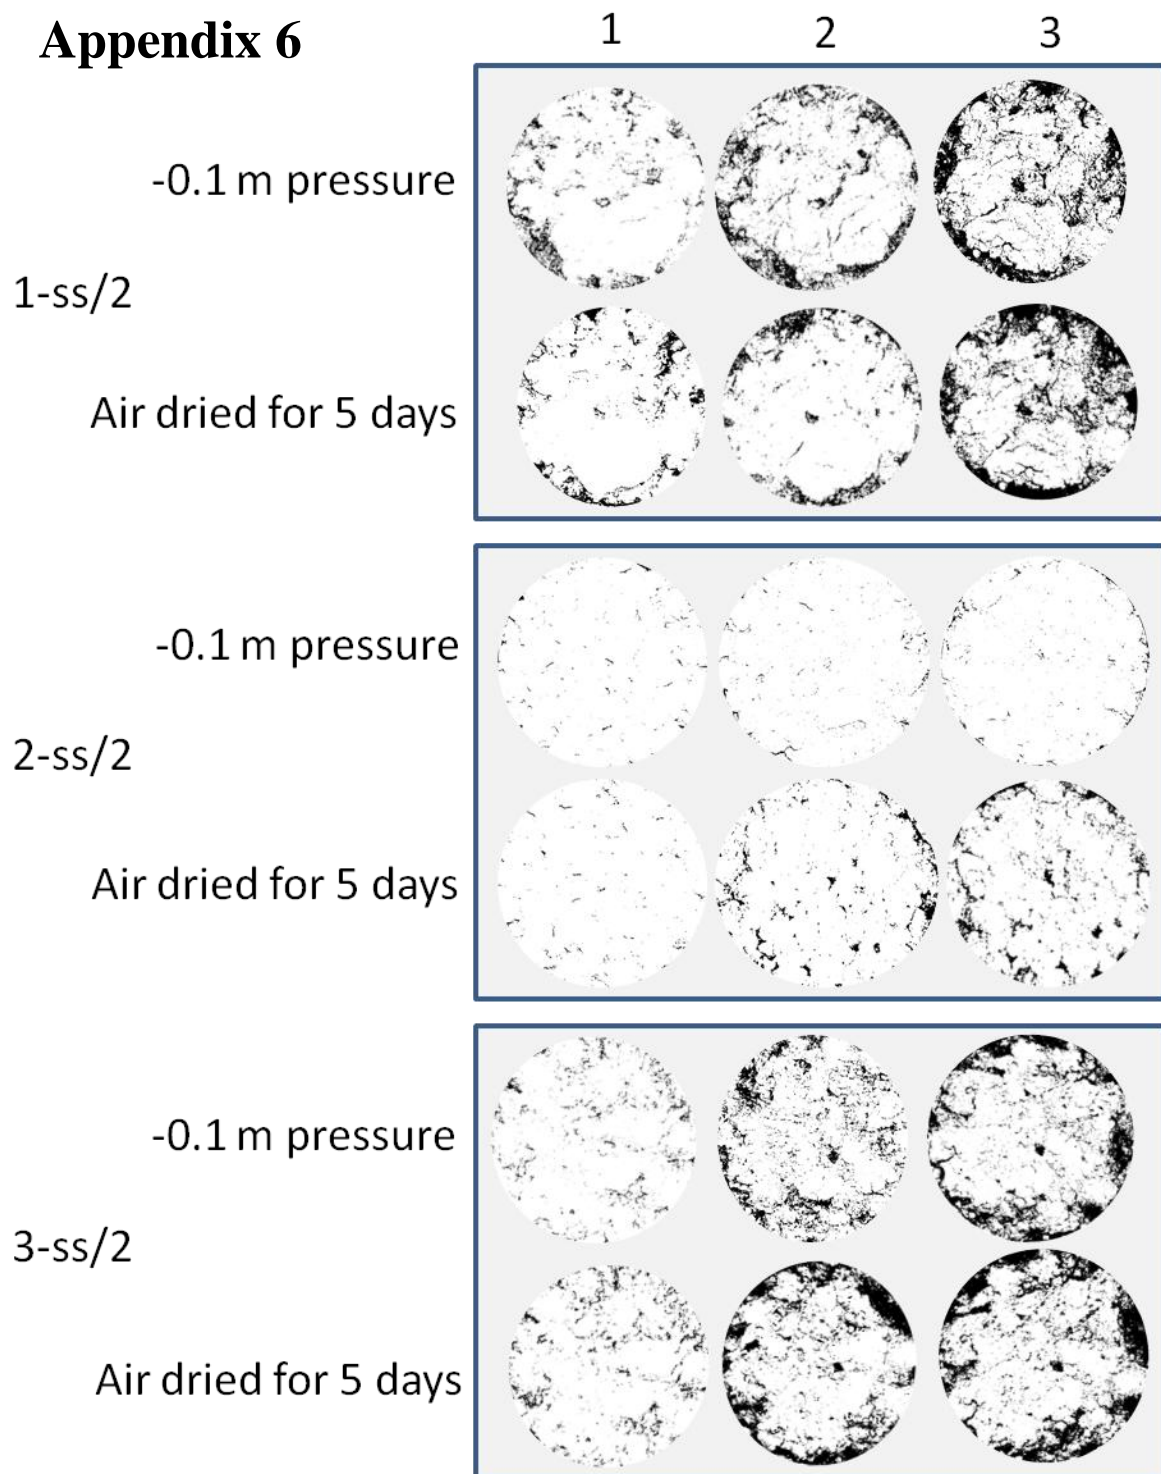 Appendix 6
1 2 3
-0.1 m pressure
1-ss/2
Air dried for 5 days
-0.1 m pressure
2-ss/2
Air dried for 5 days
-0.1 m pressure
3-ss/2
Air dried for 5 days